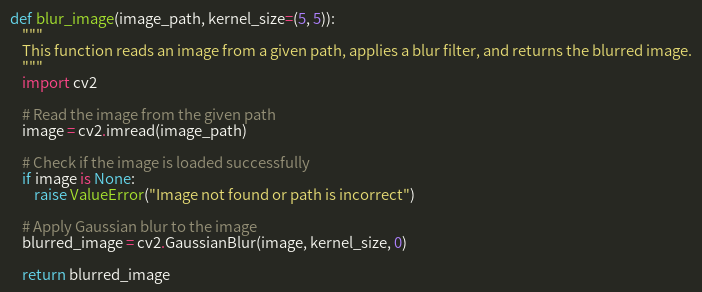 def blur_image(image_path, kernel_size=(5, 5)):
    """
    This function reads an image from a given path, applies a blur filter, and returns the blurred image.
    """
    import cv2

    # Read the image from the given path
    image = cv2.imread(image_path)

    # Check if the image is loaded successfully
    if image is None:
        raise ValueError("Image not found or path is incorrect")

    # Apply Gaussian blur to the image
    blurred_image = cv2.GaussianBlur(image, kernel_size, 0)

    return blurred_image